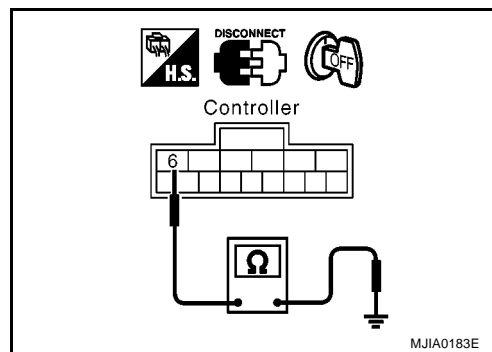 DISCONNECT
H.S.
OFF
Controller
6
Ω
MJIA0183E